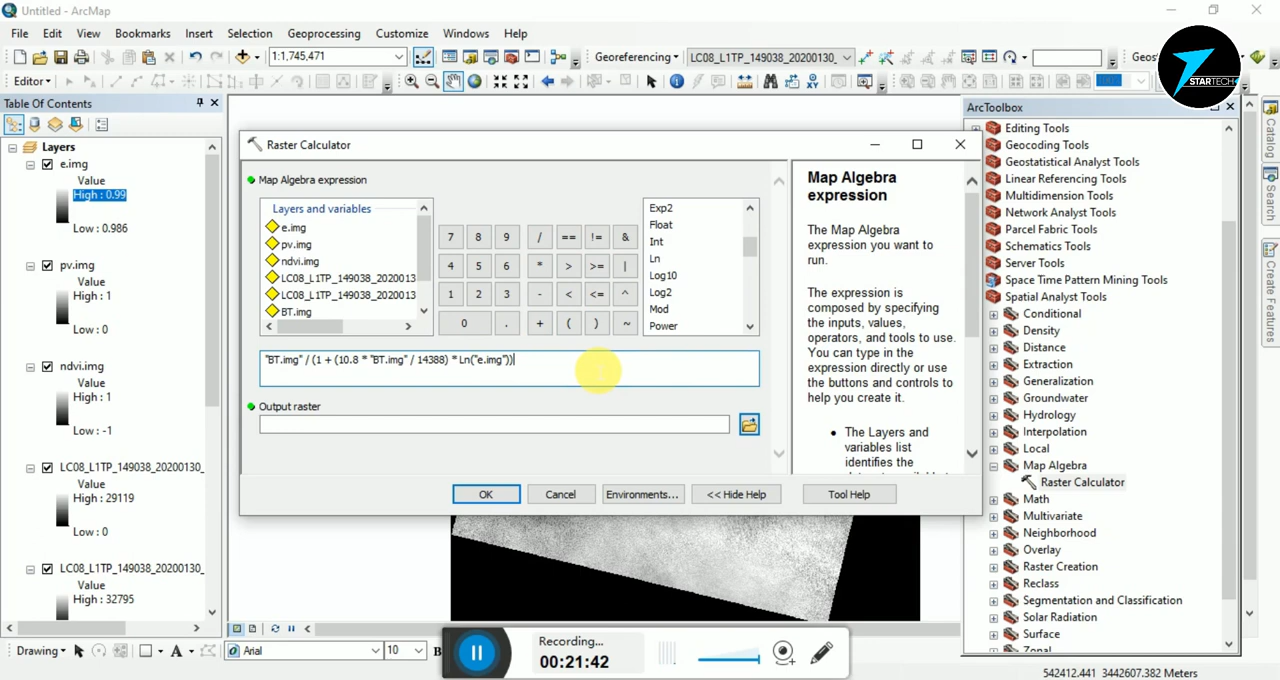 Untitled - ArcMap
File Edit View Bookmarks Insert Selection Geoprocessing Customize Windows Help
1:1,745,471
Georeferencing
LC08_L1TP_149038_20200130_
Geos
Editor
STARTECH
Table Of Contents
Layers
e.img
Value
High : 0.99
Low : 0.986
pv.img
Value
High : 1
Low : 0
ndvi.img
Value
High : 1
Low : -1
LC08_L1TP_149038_20200130_
Value
High : 29119
Low : 0
LC08_L1TP_149038_20200130_
Value
High : 32795
Raster Calculator
Map Algebra expression
Layers and variables
e.img
pv.img
ndvi.img
LC08_L1TP_149038_2020013
LC08_L1TP_149038_2020013
BT.img
7 8 9 / == != &
4 5 6 * > >= |
1 2 3 - < <= ^
0 . + ( ) ~
Exp2
Float
Int
Ln
Log10
Log2
Mod
Power
"BT.img" / (1 + (10.8 * "BT.img" / 14388) * Ln("e.img"))
Output raster
OK Cancel Environments... << Hide Help Tool Help
Map Algebra
expression
The Map Algebra
expression you want to
run.
The expression is
composed by specifying
the inputs, values,
operators, and tools to use.
You can type in the
expression directly or use
the buttons and controls to
help you create it.
• The Layers and
variables list
identifies the
ArcToolbox
Editing Tools
Geocoding Tools
Geostatistical Analyst Tools
Linear Referencing Tools
Multidimension Tools
Network Analyst Tools
Parcel Fabric Tools
Schematics Tools
Server Tools
Space Time Pattern Mining Tools
Spatial Analyst Tools
Conditional
Density
Distance
Extraction
Generalization
Groundwater
Hydrology
Interpolation
Local
Map Algebra
Raster Calculator
Math
Multivariate
Neighborhood
Overlay
Raster Creation
Reclass
Segmentation and Classification
Solar Radiation
Surface
Zonal
Catalog
Search
Create Features
Recording...
00:21:42
Drawing
Arial
10
B
542412.441 3442607.382 Meters